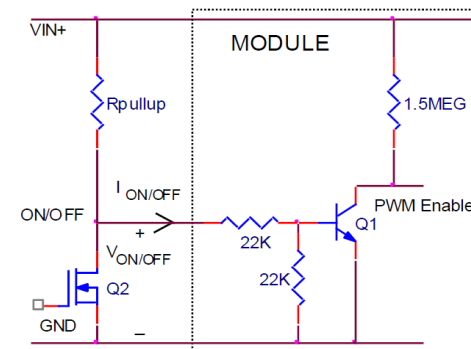 VIN+
MODULE
Rpullup
1.5MEG
I ON/OFF
ON/OFF
+
PWM Enable
Q1
22K
V ON/OFF
22K
Q2
GND
–